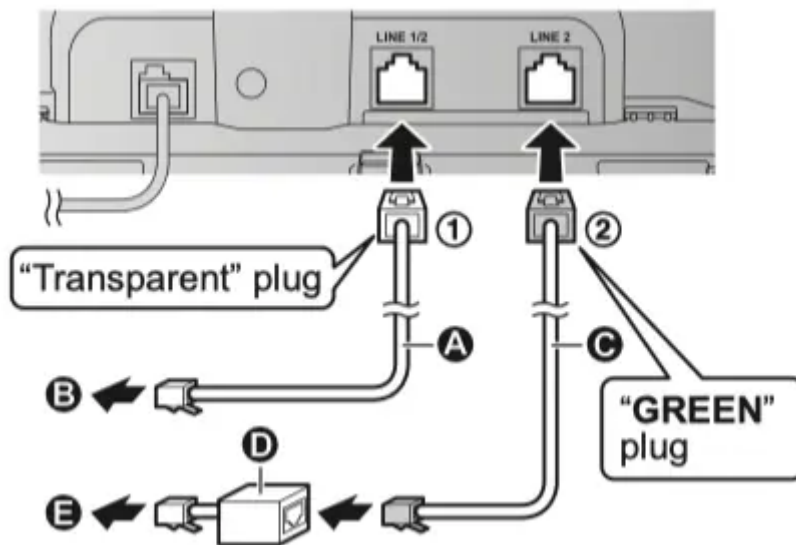 LINE 1/2
LINE 2
①
②
“Transparent” plug
A
C
B
“GREEN”
plug
D
E